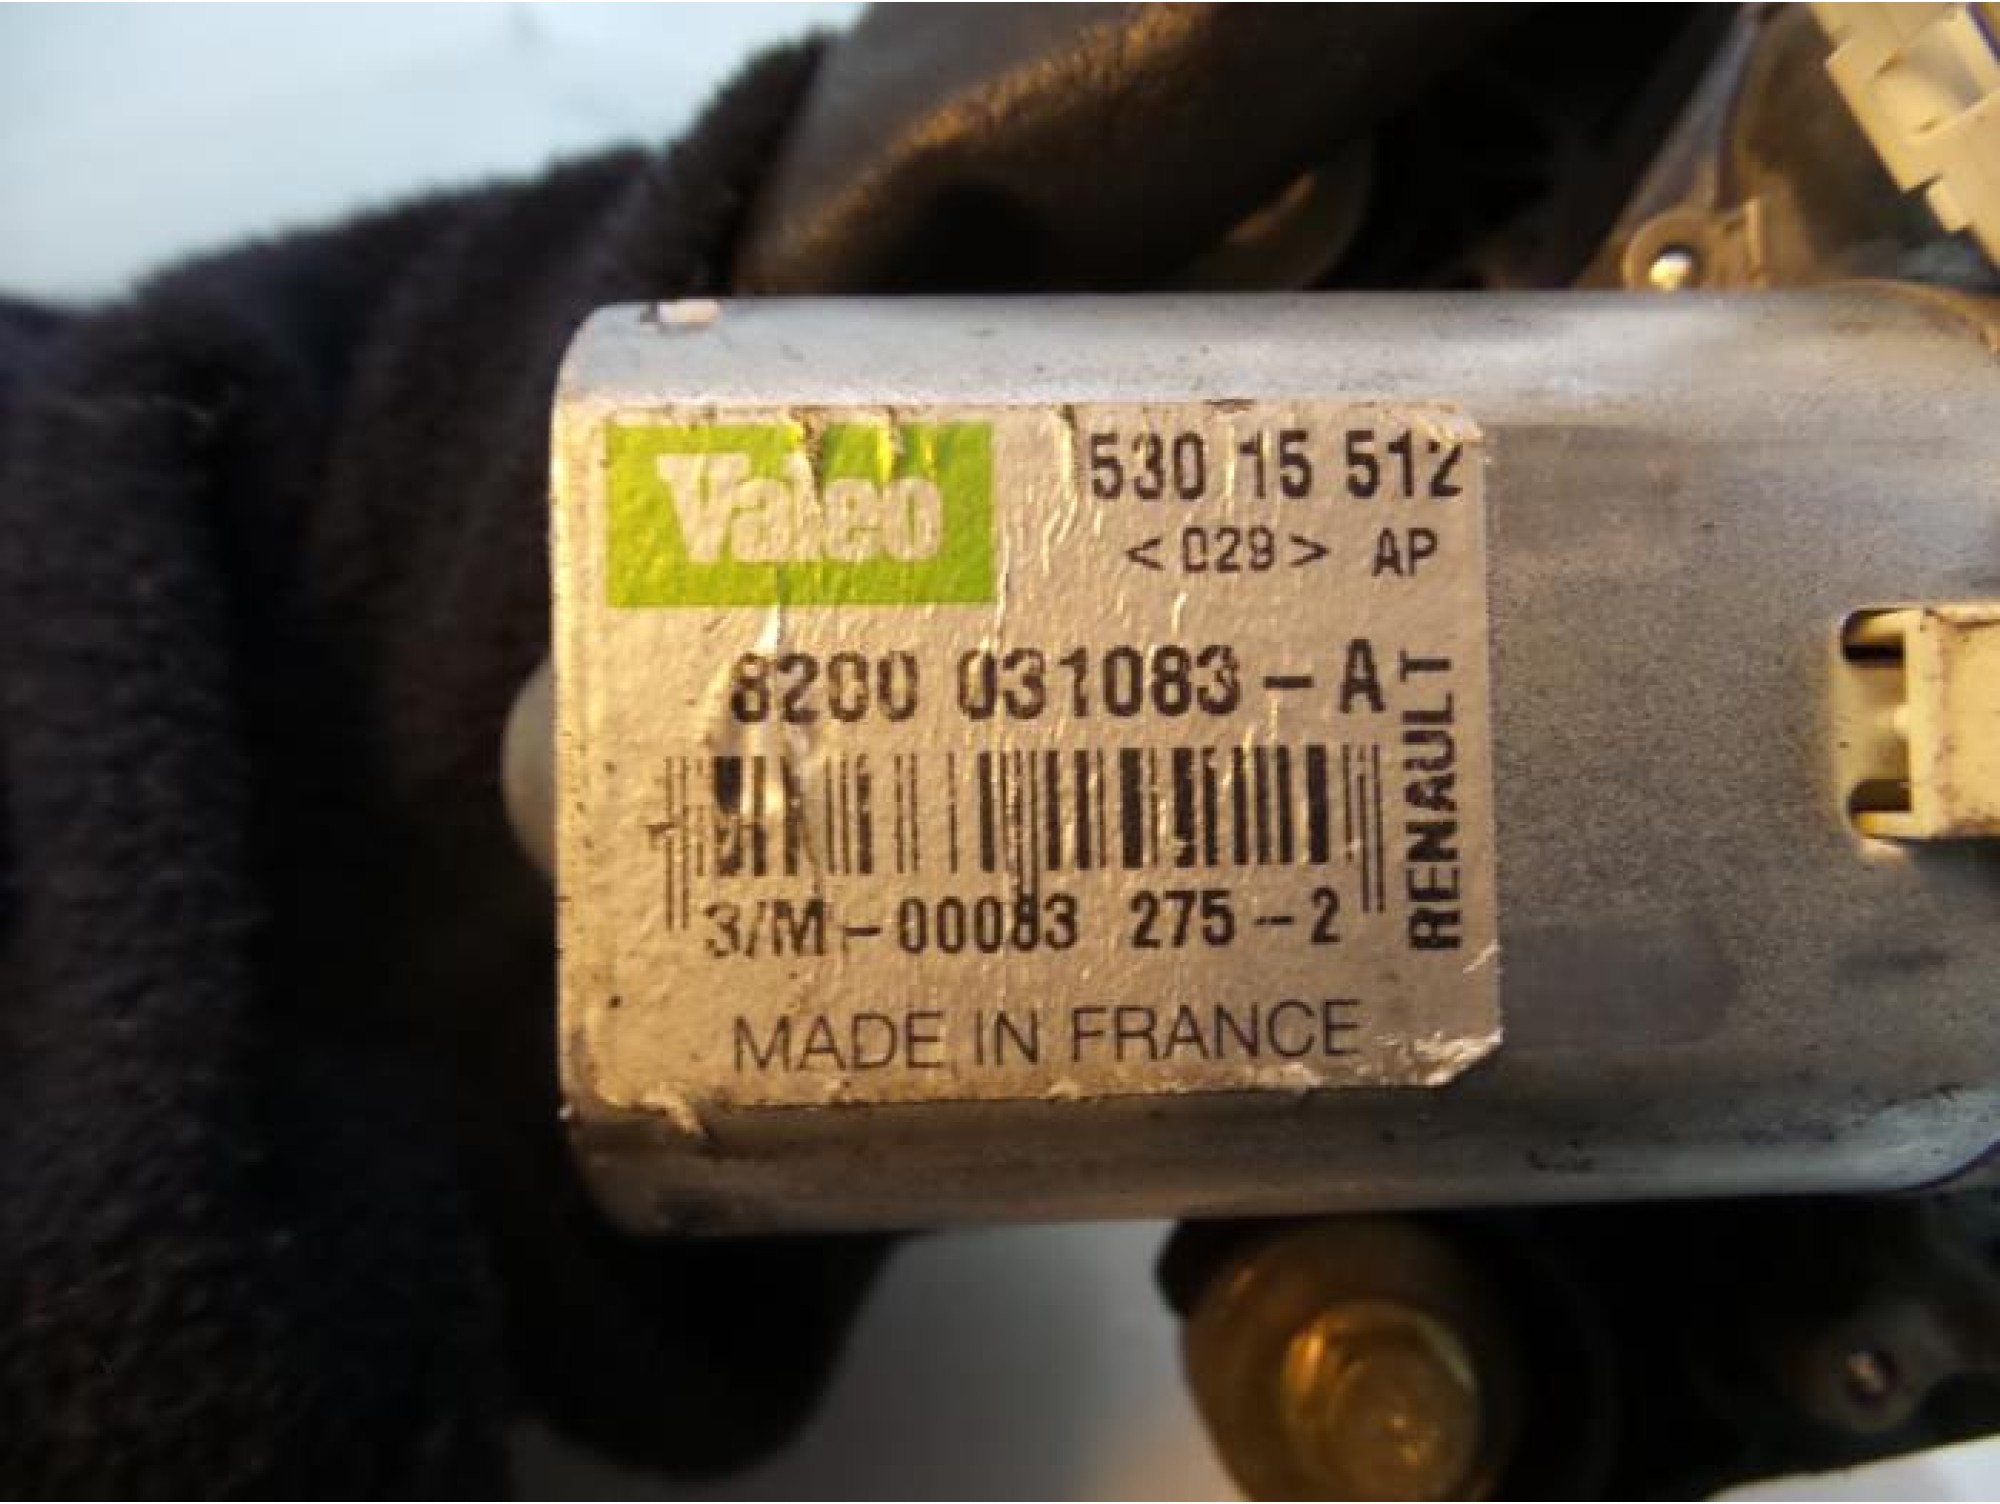 Valeo
530 15 512
<029> AP
8200 031083-A
RENAULT
3/M-00083 275-2
MADE IN FRANCE